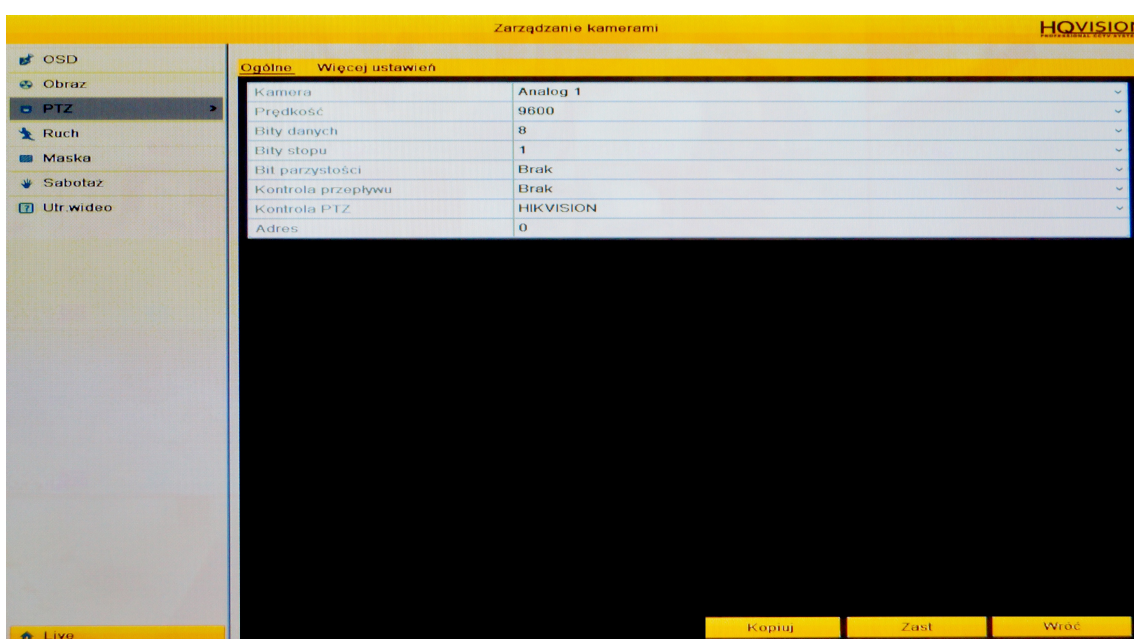 Zarządzanie kamerami
HQVISION
OSD
Obraz
PTZ
Ruch
Maska
Sabotaż
Utr.wideo
Live
Ogólne Więcej ustawień
Kamera Analog 1
Prędkość 9600
Bity danych 8
Bity stopu 1
Bit parzystości Brak
Kontrola przepływu Brak
Kontrola PTZ HIKVISION
Adres 0
Kopiuj Zast Wróć